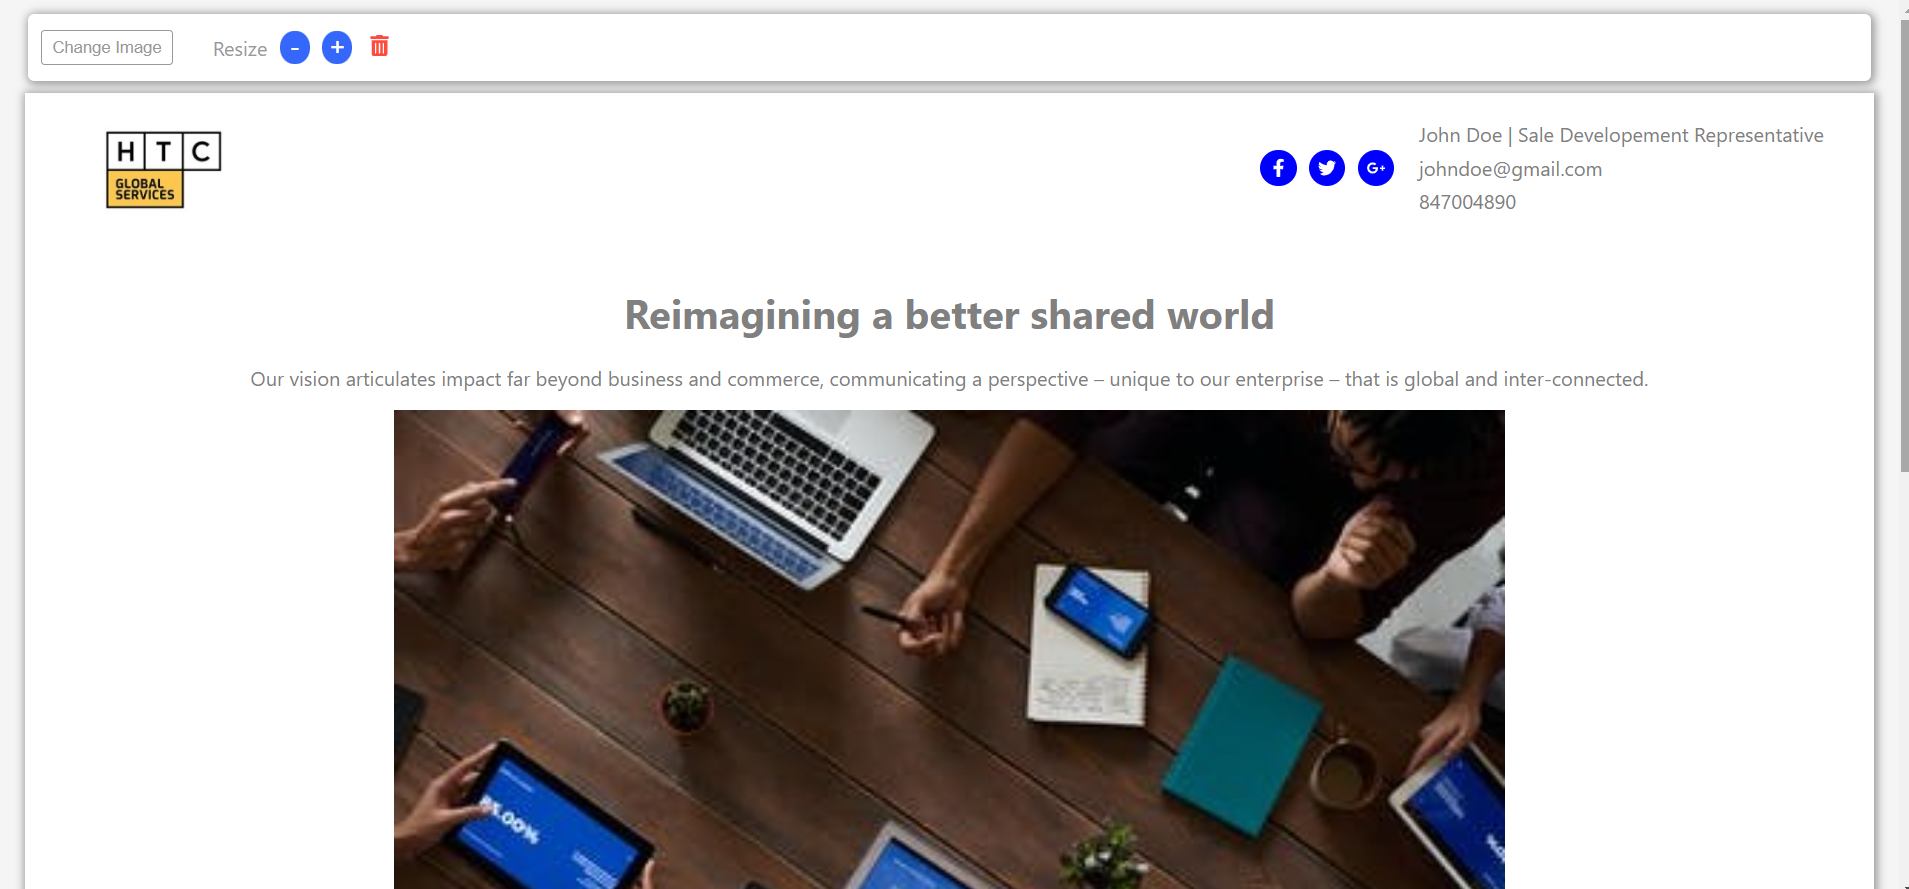 Change Image
Resize - +
H T C
GLOBAL
SERVICES
G+
John Doe | Sale Developement Representative
johndoe@gmail.com
847004890
Reimagining a better shared world
Our vision articulates impact far beyond business and commerce, communicating a perspective – unique to our enterprise – that is global and inter-connected.